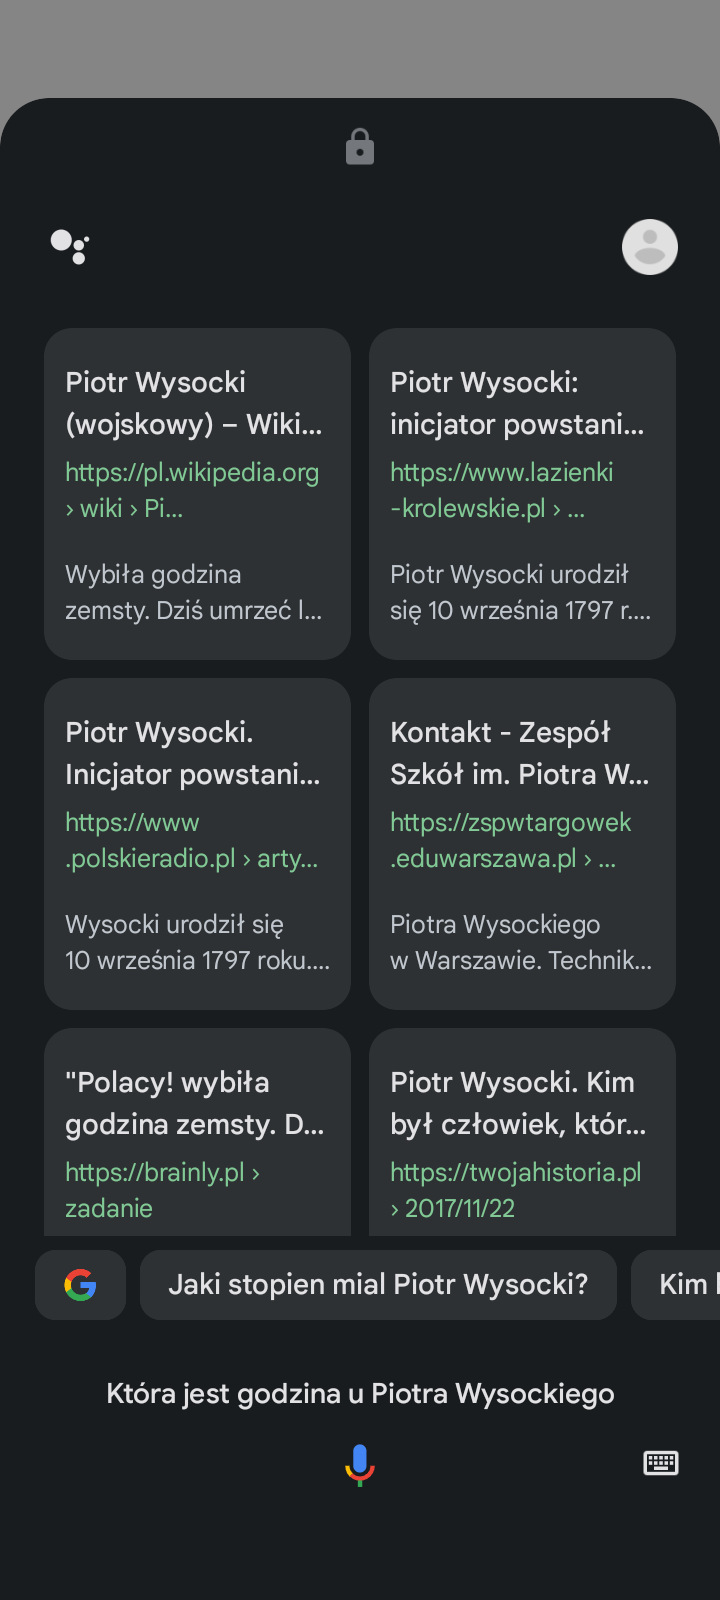 Piotr Wysocki
(wojskowy) – Wiki...
https://pl.wikipedia.org
› wiki › Pi...
Wybiła godzina
zemsty. Dziś umrzeć l...
Piotr Wysocki:
inicjator powstani...
https://www.lazienki
-krolewskie.pl › ...
Piotr Wysocki urodził
się 10 września 1797 r....
Piotr Wysocki.
Inicjator powstani...
https://www
.polskieradio.pl › arty...
Wysocki urodził się
10 września 1797 roku....
Kontakt - Zespół
Szkół im. Piotra W...
https://zspwtargowek
.eduwarszawa.pl › ...
Piotra Wysockiego
w Warszawie. Technik...
"Polacy! wybiła
godzina zemsty. D...
https://brainly.pl ›
zadanie
Piotr Wysocki. Kim
był człowiek, któr...
https://twojahistoria.pl
› 2017/11/22
Jaki stopien mial Piotr Wysocki?
Kim
Która jest godzina u Piotra Wysockiego